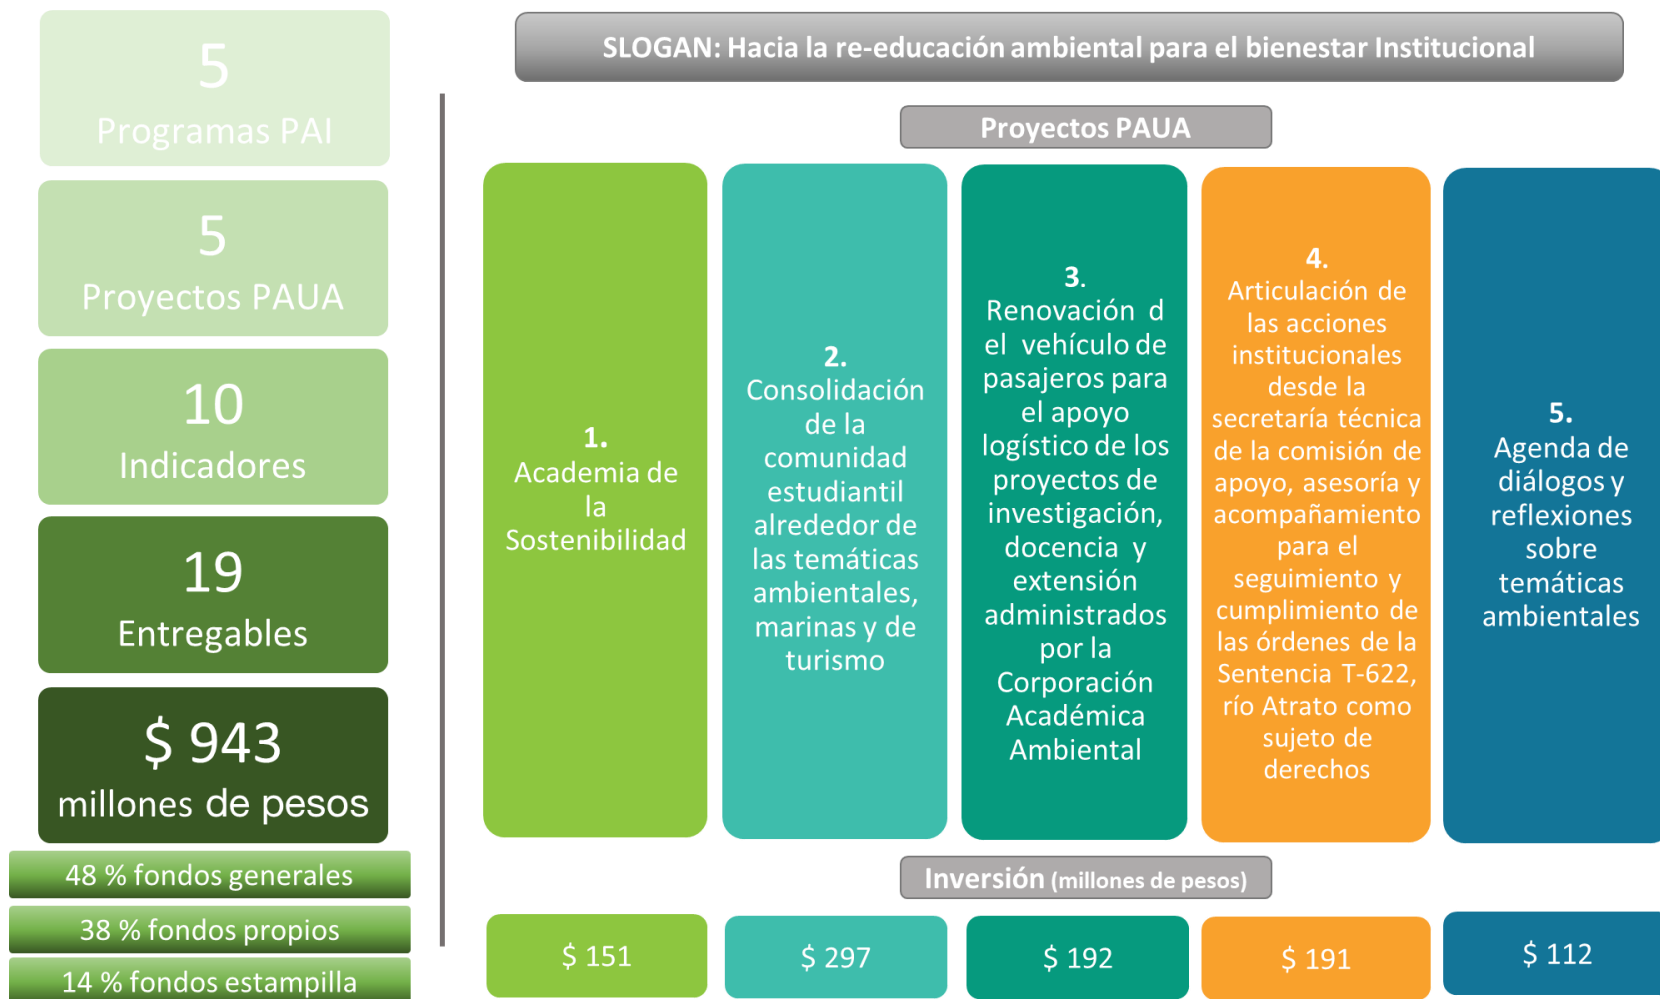 5
Programas PAI
5
Proyectos PAUA
10
Indicadores
19
Entregables
$ 943
millones de pesos
48 % fondos generales
38 % fondos propios
14 % fondos estampilla
SLOGAN: Hacia la re-educación ambiental para el bienestar Institucional
Proyectos PAUA
1.
Academia de
la
Sostenibilidad
2.
Consolidación
de la
comunidad
estudiantil
alrededor de
las temáticas
ambientales,
marinas y de
turismo
3.
Renovación d
el vehículo de
pasajeros para
el apoyo
logístico de los
proyectos de
investigación,
docencia y
extensión
administrados
por la
Corporación
Académica
Ambiental
4.
Articulación de
las acciones
institucionales
desde la
secretaría técnica
de la comisión de
apoyo, asesoría y
acompañamiento
para el
seguimiento y
cumplimiento de
las órdenes de la
Sentencia T-622,
río Atrato como
sujeto de
derechos
5.
Agenda de
diálogos y
reflexiones
sobre
temáticas
ambientales
Inversión (millones de pesos)
$ 151
$ 297
$ 192
$ 191
$ 112